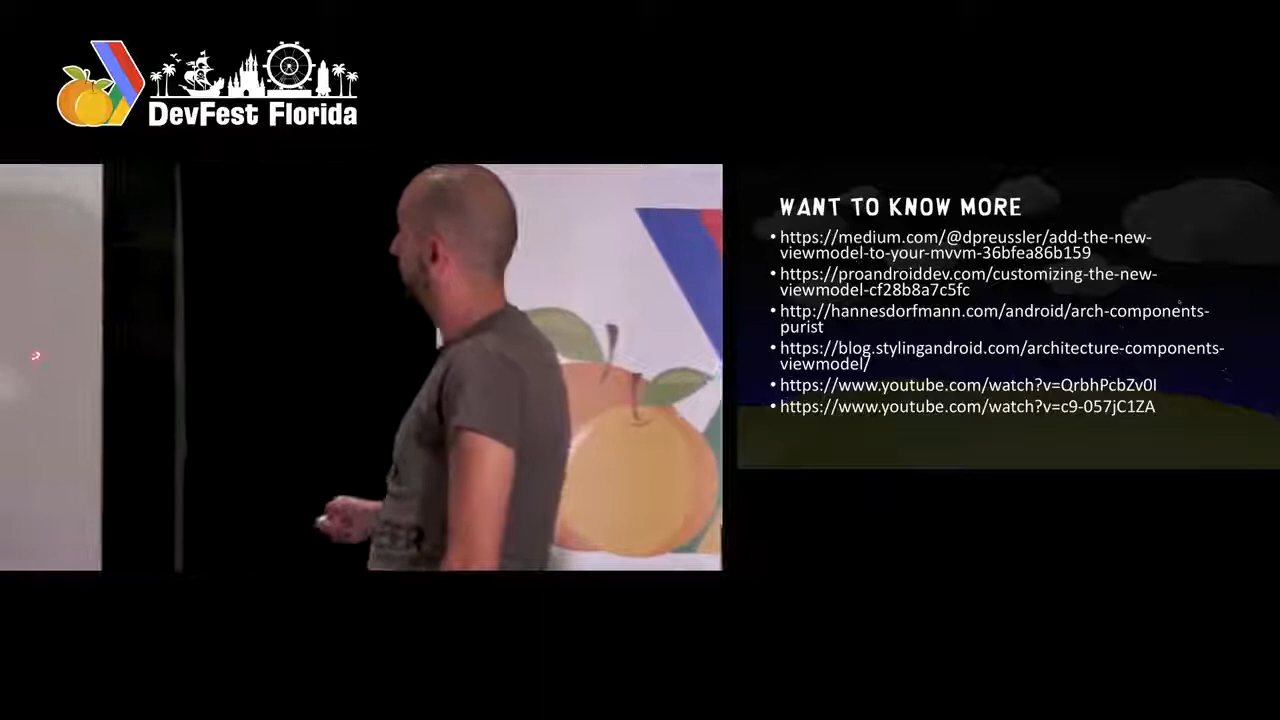 DevFest Florida
WANT TO KNOW MORE
• https://medium.com/@dpreussler/add-the-new-
viewmodel-to-your-mvvm-36bfea86b159
• https://proandroiddev.com/customizing-the-new-
viewmodel-cf28b8a7c5fc
• http://hannesdorfmann.com/android/arch-components-
purist
• https://blog.stylingandroid.com/architecture-components-
viewmodel/
• https://www.youtube.com/watch?v=QrbhPcbZv0I
• https://www.youtube.com/watch?v=c9-057jC1ZA